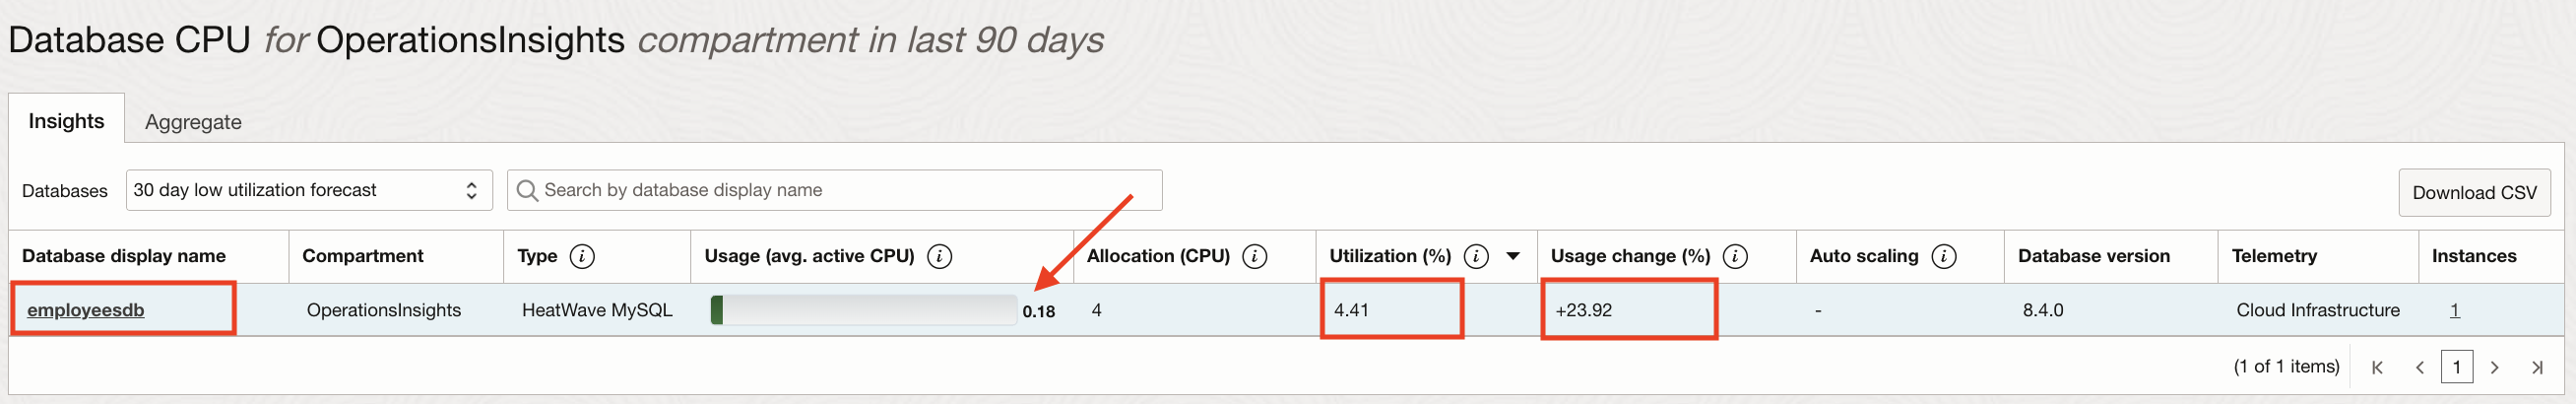 Database CPU for OperationsInsights compartment in last 90 days
Insights Aggregate
Databases 30 day low utilization forecast Search by database display name Download CSV
Database display name Compartment Type i Usage (avg. active CPU) i Allocation (CPU) i Utilization (%) i Usage change (%) i Auto scaling i Database version Telemetry Instances
employeesdb OperationsInsights HeatWave MySQL 0.18 4 4.41 +23.92 - 8.4.0 Cloud Infrastructure 1
(1 of 1 items) 1